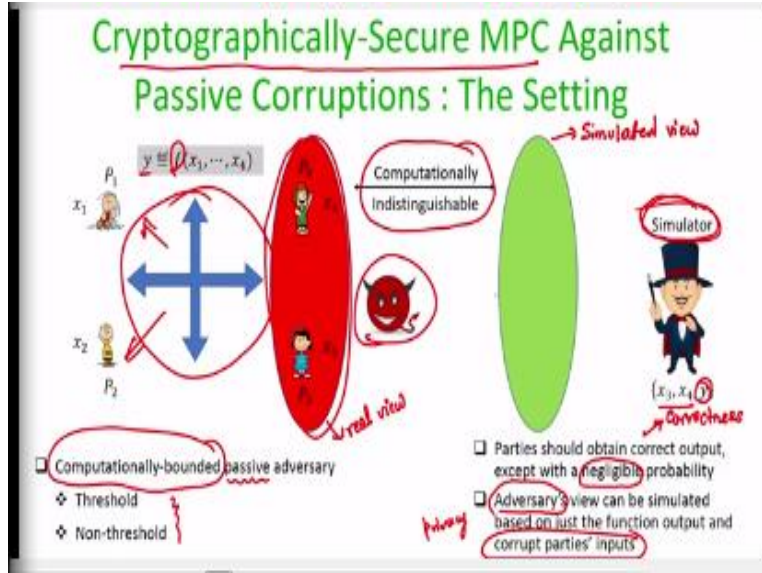 Cryptographically-Secure MPC Against
Passive Corruptions : The Setting
→ Simulated view
y ≝ f(x₁,⋯,x₄)
P₁
x₁
Computationally
Indistinguishable
Simulator
x₂
P₂
{x₃, x₄, y}
→ Correctness
→ real view
❑ Computationally-bounded passive adversary
❖ Threshold
❖ Non-threshold
❑ Parties should obtain correct output,
except with a negligible probability
privacy
❑ Adversary's view can be simulated
based on just the function output and
corrupt parties' inputs